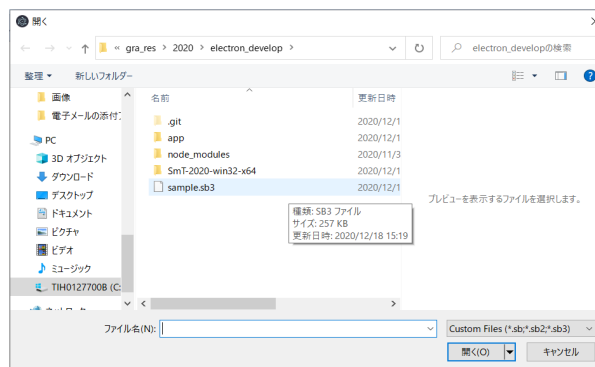 開く
« gra_res > 2020 > electron_develop >
electron_developの検索
整理
新しいフォルダー
画像
電子メールの添付フ
PC
3D オブジェクト
ダウンロード
デスクトップ
ドキュメント
ピクチャ
ビデオ
ミュージック
TIH0127700B (C:
名前
更新日時
.git
2020/12/1
app
2020/12/1
node_modules
2020/11/3
SmT-2020-win32-x64
2020/12/1
sample.sb3
2020/12/1
種類: SB3 ファイル
サイズ: 257 KB
更新日時: 2020/12/18 15:19
プレビューを表示するファイルを選択します。
ファイル名(N):
Custom Files (*.sb;*.sb2;*.sb3)
開く(O)
キャンセル